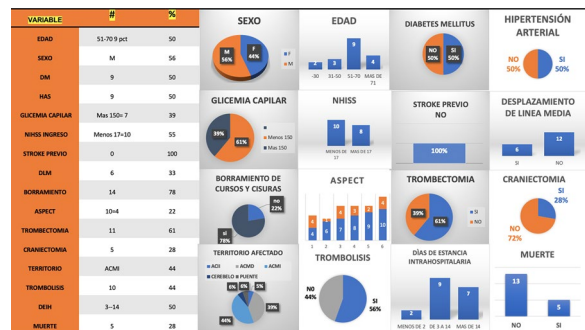 VARIABLE # %
EDAD 51-70 9 pct 50
SEXO M 56
DM 9 50
HAS 9 50
GLICEMIA CAPILAR Mas 150= 7 39
NIHSS INGRESO Menos 17=10 55
STROKE PREVIO 0 100
DLM 6 33
BORRAMIENTO 14 78
ASPECT 10=4 22
TROMBECTOMIA 11 61
CRANIECTOMIA 5 28
TERRITORIO ACMI 44
TROMBOLISIS 10 44
DEIH 3--14 50
MUERTE 5 28
SEXO
M
56%
F
44%
F
M
EDAD
2 3 9 4
-30 31-50 51-70 MAS DE
71
DIABETES MELLITUS
NO
50%
SI
50%
HIPERTENSIÓN
ARTERIAL
NO
50%
SI
50%
GLICEMIA CAPILAR
39%
61%
Menos 150
Mas 150
NHISS
10 8
MENOS DE
17
MAS DE 17
STROKE PREVIO
NO
100%
DESPLAZAMIENTO
DE LINEA MEDIA
6 12
SI NO
BORRAMIENTO DE
CURSOS Y CISURAS
no
22%
si
78%
ASPECT
1 2 3 4 5 6
TROMBECTOMIA
39%
61%
SI
NO
CRANIECTOMIA
SI
28%
NO
72%
TERRITORIO AFECTADO
ACII ACMD ACMI
CEREBELO PUENTE
6% 6% 5%
39%
44%
TROMBOLISIS
NO
44%
SI
56%
DÍAS DE ESTANCIA
INTRAHOSPITALARIA
2 9 7
MENOS DE 2 DE 3 A 14 MAS DE 14
MUERTE
13 5
NO SI